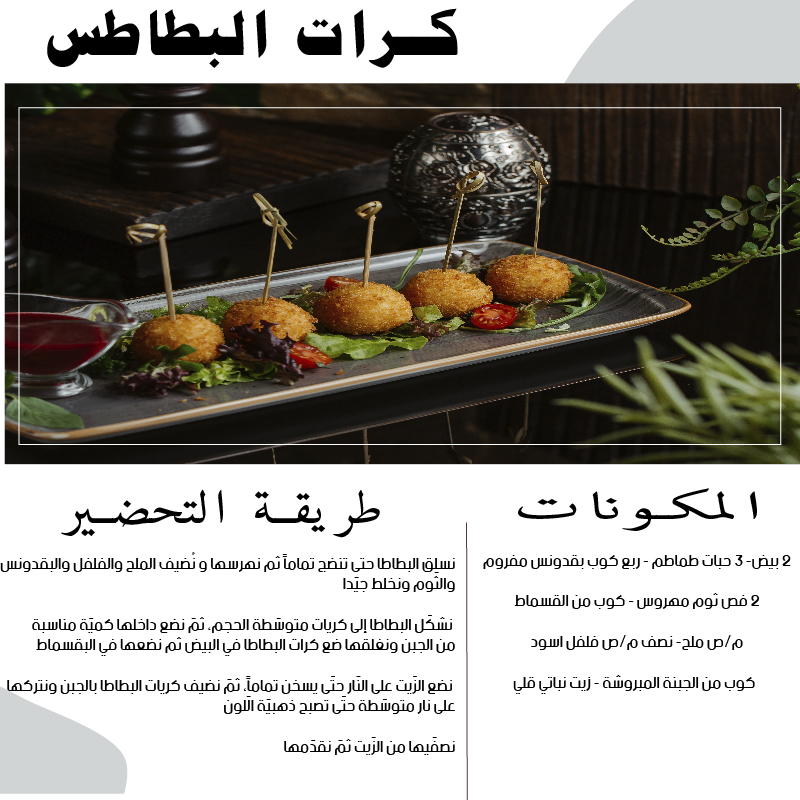 كرات البطاطس
المكونات
2 بيض- 3 حبات طماطم - ربع كوب بقدونس مفروم
2 فص ثوم مهروس - كوب من القسماط
م/ص ملح- نصف م/ص فلفل اسود
كوب من الجبنة المبروشة - زيت نباتي قلي
طريقة التحضير
نسلق البطاطا حتى تنضج تماماً ثم نهرسها و نُضيف الملح والفلفل والبقدونس
والثّوم ونخلط جيّدا
نشكّل البطاطا إلى كريات متوسّطة الحجم. ثمّ نضع داخلها كميّة مناسبة
من الجبن ونغلقها ضع كرات البطاطا في البيض ثم نضعها في البقسماط
نضع الزّيت على النّار حتّى يسخن تماماً. ثمّ نضيف كريات البطاطا بالجبن ونتركها
على نار متوسّطة حتّى تصبح ذهبيّة الّلون
نصفّيها من الزّيت ثمّ نقدّمها